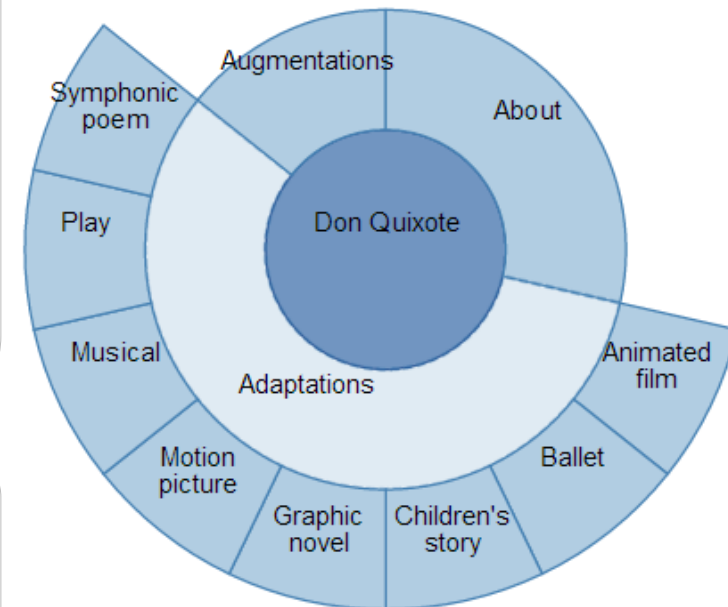 Augmentations
About
Symphonic
poem
Don Quixote
Play
Musical
Animated
film
Adaptations
Motion
picture
Ballet
Graphic
novel
Children's
story